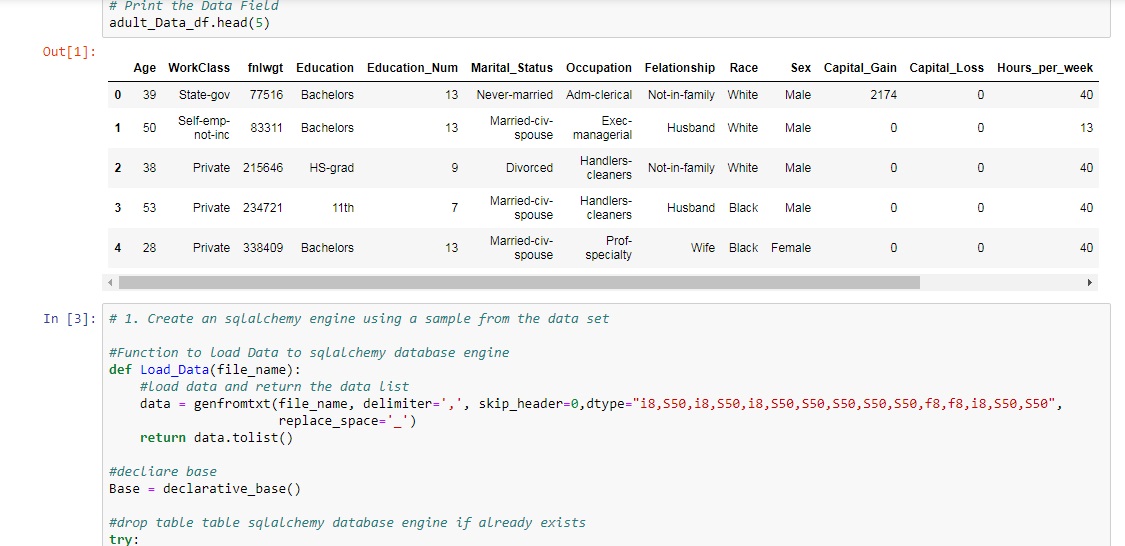 # Print the Data Field
adult_Data_df.head(5)
Out[1]:
Age WorkClass fnlwgt Education Education_Num Marital_Status Occupation Felationship Race Sex Capital_Gain Capital_Loss Hours_per_week
0 39 State-gov 77516 Bachelors 13 Never-married Adm-clerical Not-in-family White Male 2174 0 40
1 50 Self-emp-not-inc 83311 Bachelors 13 Married-civ-spouse Exec-managerial Husband White Male 0 0 13
2 38 Private 215646 HS-grad 9 Divorced Handlers-cleaners Not-in-family White Male 0 0 40
3 53 Private 234721 11th 7 Married-civ-spouse Handlers-cleaners Husband Black Male 0 0 40
4 28 Private 338409 Bachelors 13 Married-civ-spouse Prof-specialty Wife Black Female 0 0 40
In [3]: # 1. Create an sqlalchemy engine using a sample from the data set
#Function to load Data to sqlalchemy database engine
def Load_Data(file_name):
#load data and return the data list
data = genfromtxt(file_name, delimiter=',', skip_header=0,dtype="i8,S50,i8,S50,i8,S50,S50,S50,S50,S50,f8,f8,i8,S50,S50",
replace_space='_')
return data.tolist()
#decliare base
Base = declarative_base()
#drop table table sqlalchemy database engine if already exists
try: